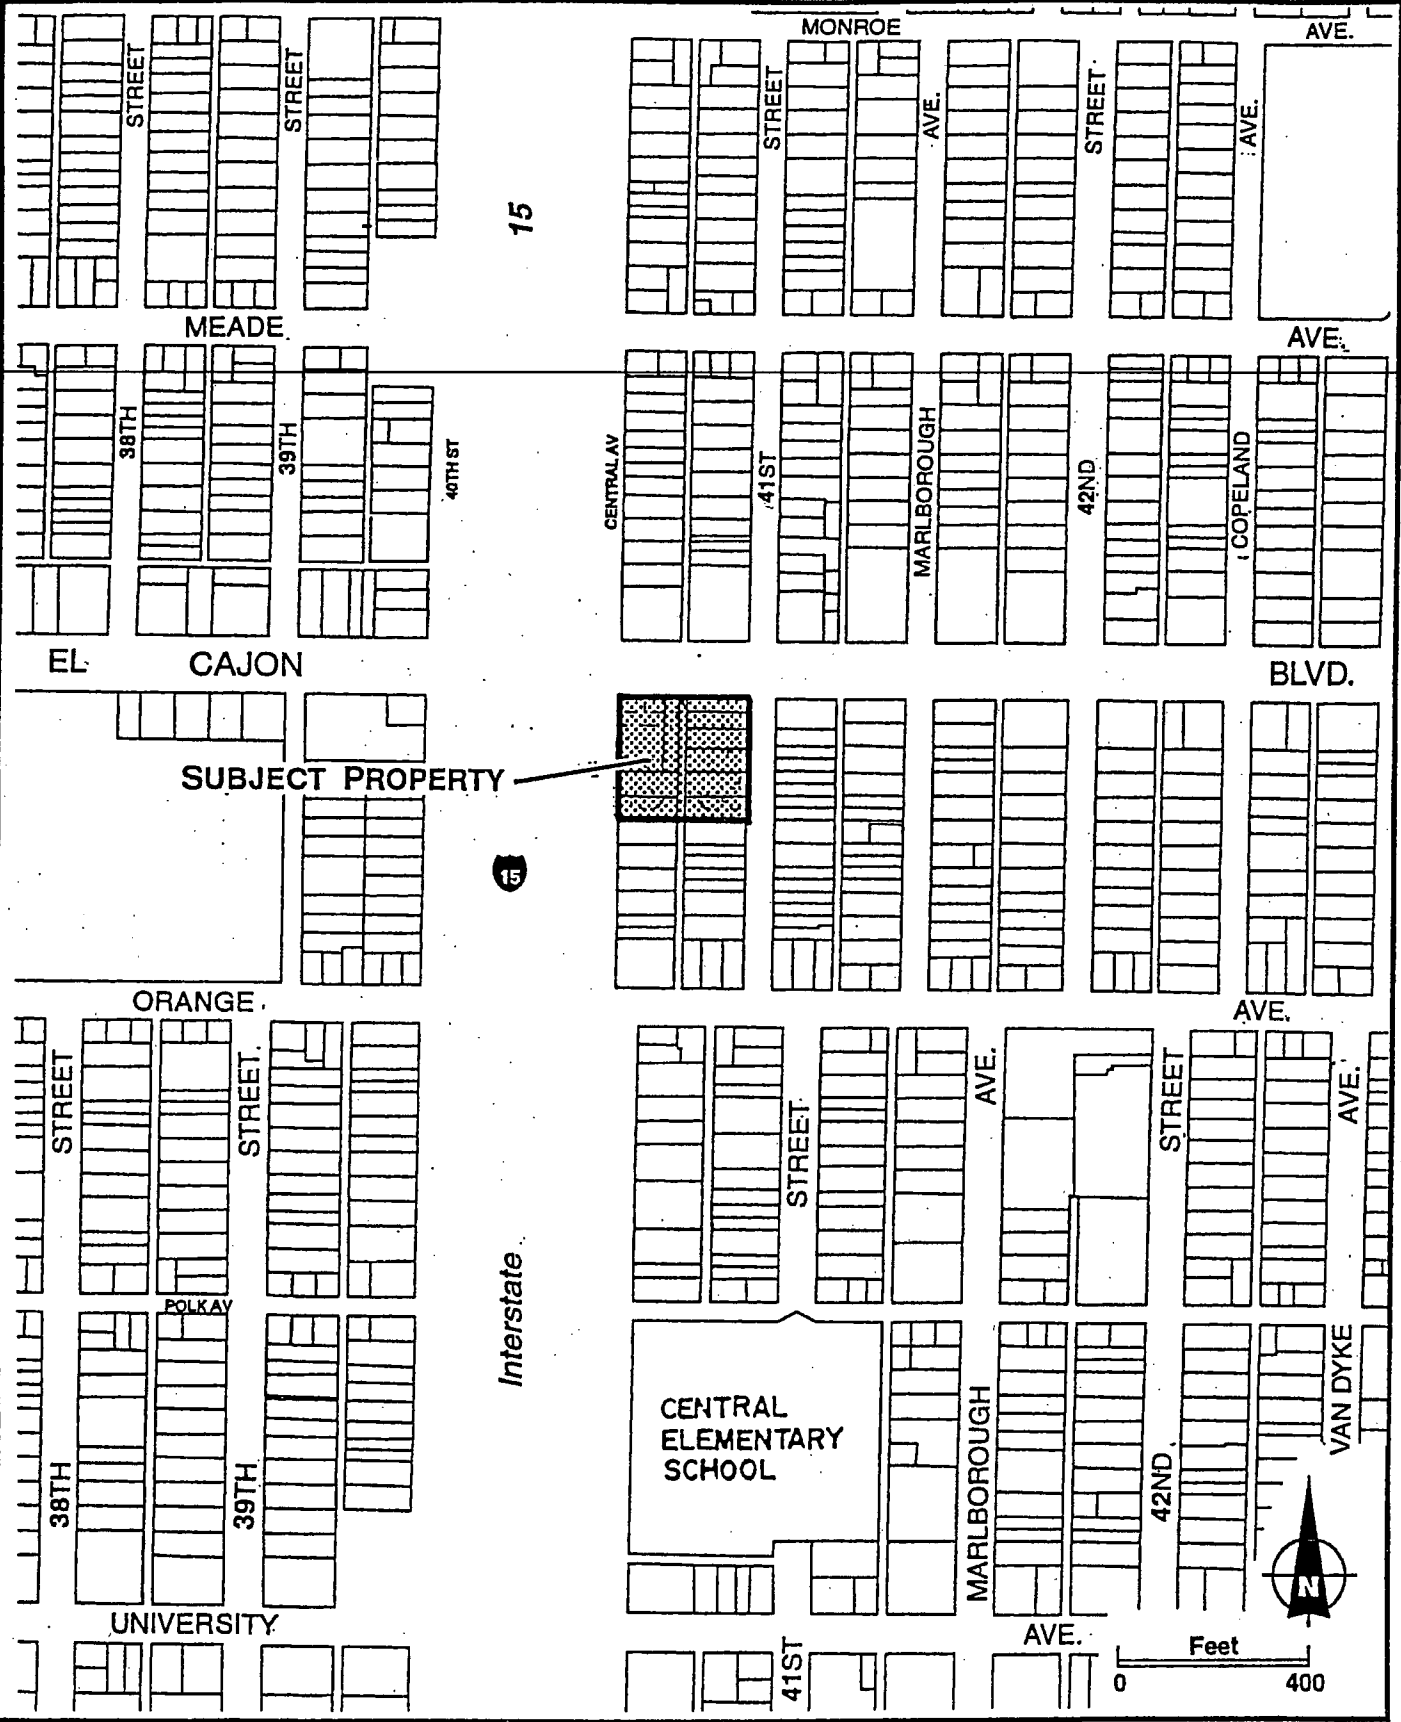 MONROE
AVE.
STREET
STREET
STREET
AVE.
STREET
AVE.
15
MEADE
AVE.
38TH
39TH
40TH ST
CENTRAL AV
41ST
MARLBOROUGH
42ND
COPELAND
EL CAJON
BLVD.
SUBJECT PROPERTY
15
ORANGE
AVE.
STREET
STREET
STREET
AVE.
STREET
AVE.
POLK AV
Interstate
CENTRAL
ELEMENTARY
SCHOOL
38TH
39TH
MARLBOROUGH
42ND
VAN DYKE
N
UNIVERSITY
AVE.
41ST
Feet
0 400